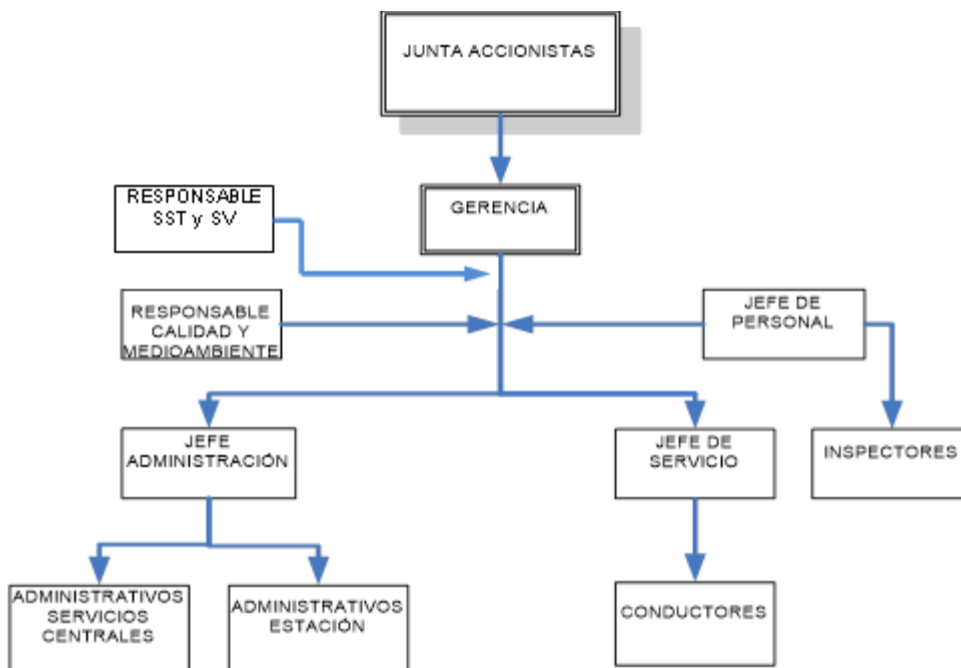 JUNTA ACCIONISTAS
GERENCIA
RESPONSABLE
SST y SV
RESPONSABLE
CALIDAD Y
MEDIOAMBIENTE
JEFE DE
PERSONAL
JEFE
ADMINISTRACIÓN
JEFE DE
SERVICIO
INSPECTORES
ADMINISTRATIVOS
SERVICIOS
CENTRALES
ADMINISTRATIVOS
ESTACIÓN
CONDUCTORES